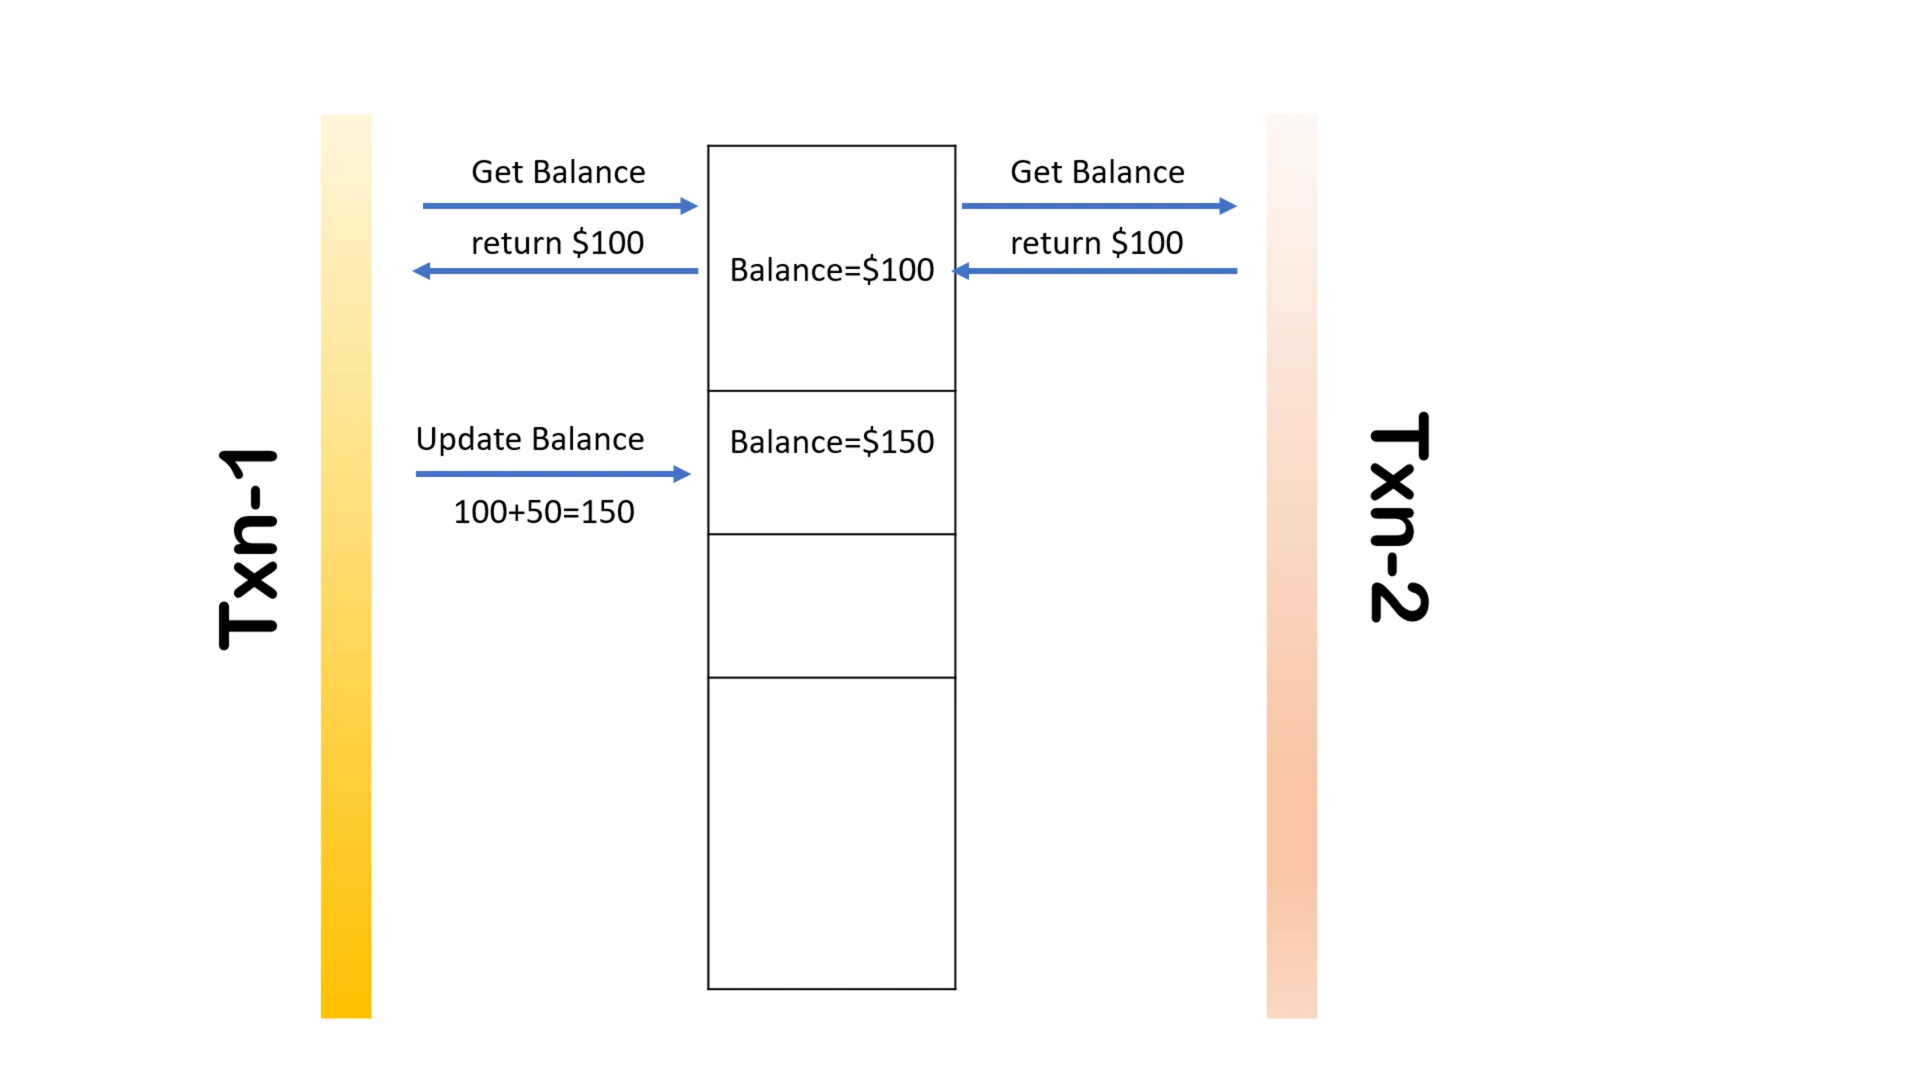 Get Balance
return $100
Balance=$100
Get Balance
return $100
Update Balance
100+50=150
Balance=$150
Txn-1
Txn-2